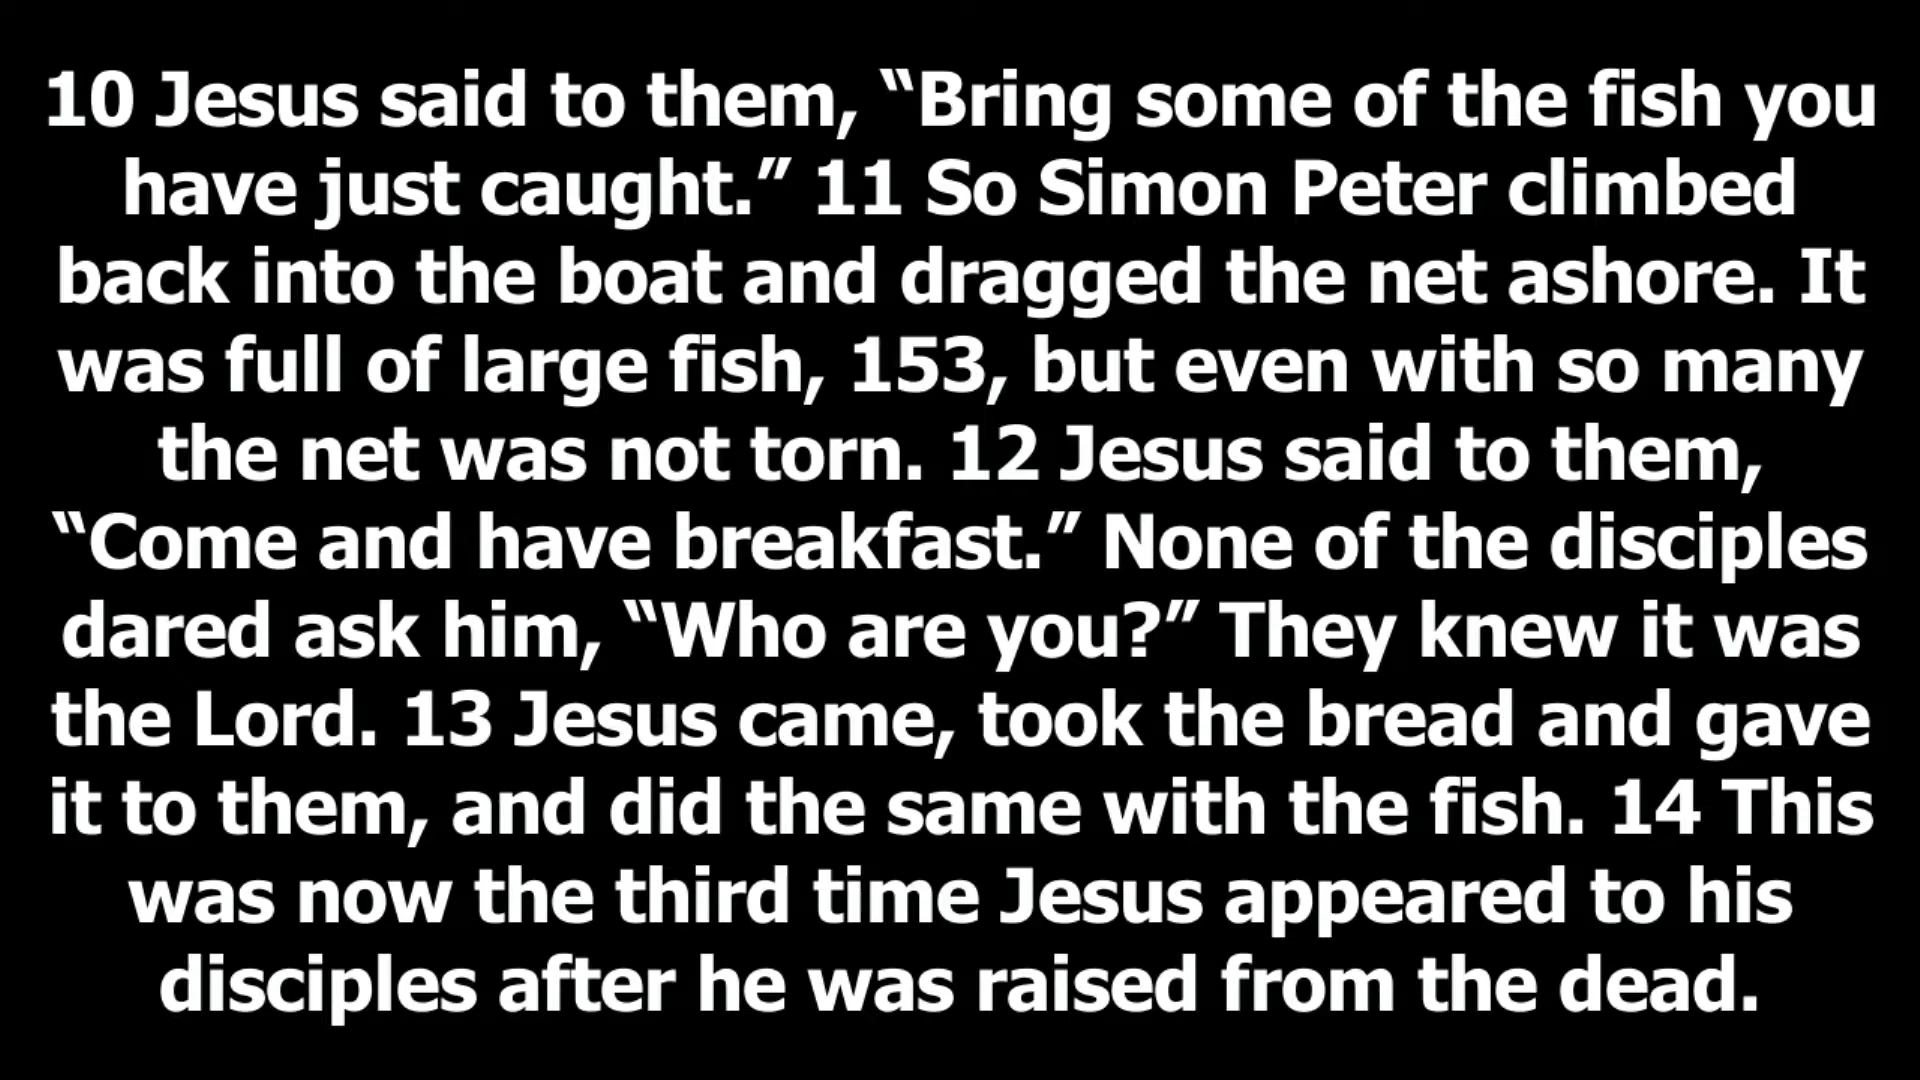 10 Jesus said to them, “Bring some of the fish you
have just caught.” 11 So Simon Peter climbed
back into the boat and dragged the net ashore. It
was full of large fish, 153, but even with so many
the net was not torn. 12 Jesus said to them,
“Come and have breakfast.” None of the disciples
dared ask him, “Who are you?” They knew it was
the Lord. 13 Jesus came, took the bread and gave
it to them, and did the same with the fish. 14 This
was now the third time Jesus appeared to his
disciples after he was raised from the dead.